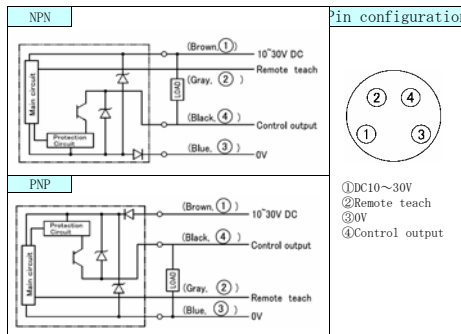 NPN
Pin configuration
(Brown,①)
10~30V DC
Remote teach
(Gray, ②)
LOAD
Main circuit
(Black,④)
Control output
Protection
Circuit
(Blue, ③)
0V
② ④
① ③
PNP
(Brown, ①)
10~30V DC
Protection
Circuit
(Black, ④)
Control output
Main circuit
LOAD
(Gray, ②)
Remote teach
(Blue, ③)
0V
①DC10～30V
②Remote teach
③0V
④Control output